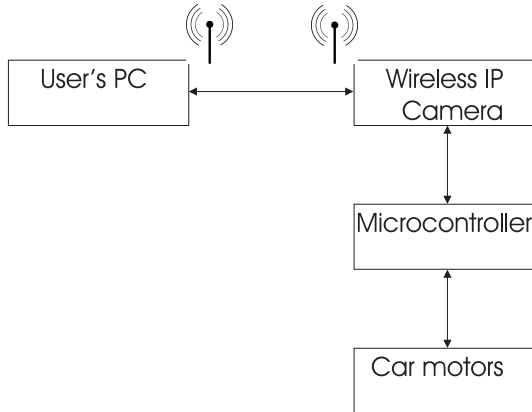 User's PC
Wireless IP
Camera
Microcontroller
Car motors